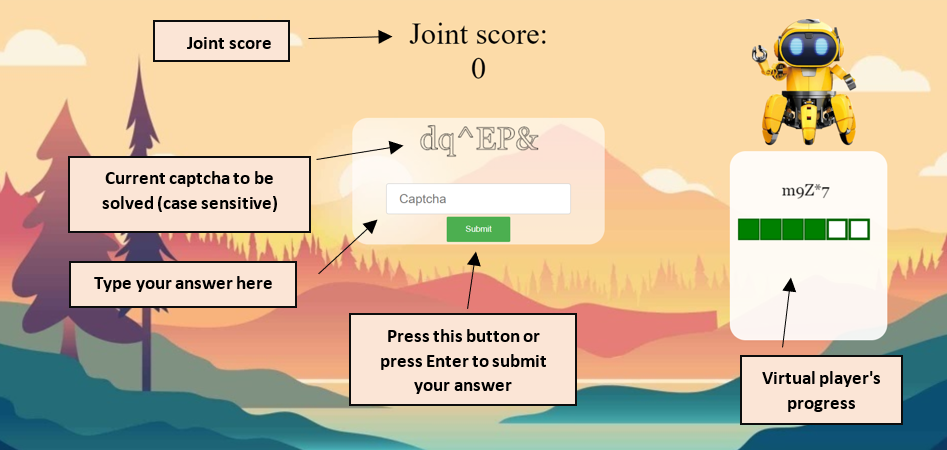 Joint score
Joint score:
0
dq^EP&
Current captcha to be
solved (case sensitive)
Captcha
Submit
Type your answer here
Press this button or
press Enter to submit
your answer
m9Z*7
Virtual player's
progress